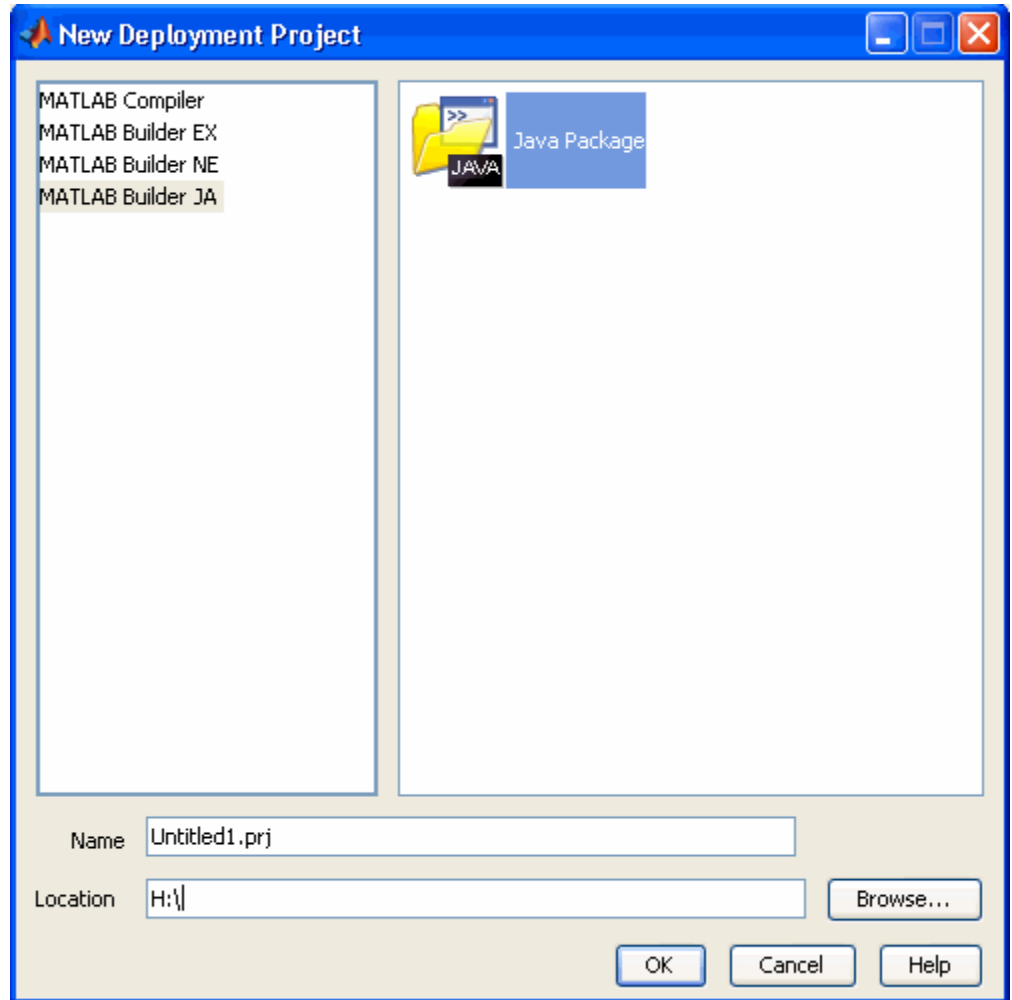 New Deployment Project
MATLAB Compiler
MATLAB Builder EX
MATLAB Builder NE
MATLAB Builder JA
>>
JAVA
Java Package
Name Untitled1.prj
Location H:\ Browse...
OK Cancel Help